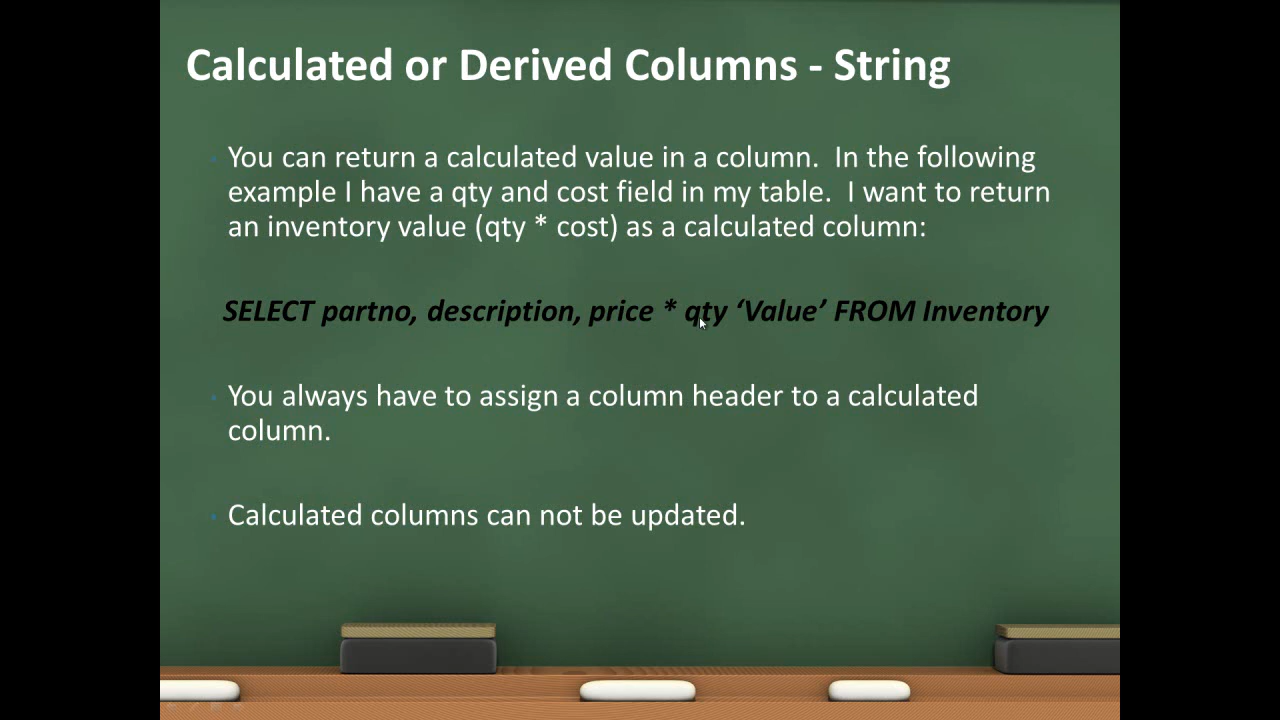 Calculated or Derived Columns - String
You can return a calculated value in a column.  In the following
example I have a qty and cost field in my table.  I want to return
an inventory value (qty * cost) as a calculated column:
SELECT partno, description, price * qty ‘Value’ FROM Inventory
You always have to assign a column header to a calculated
column.
Calculated columns can not be updated.